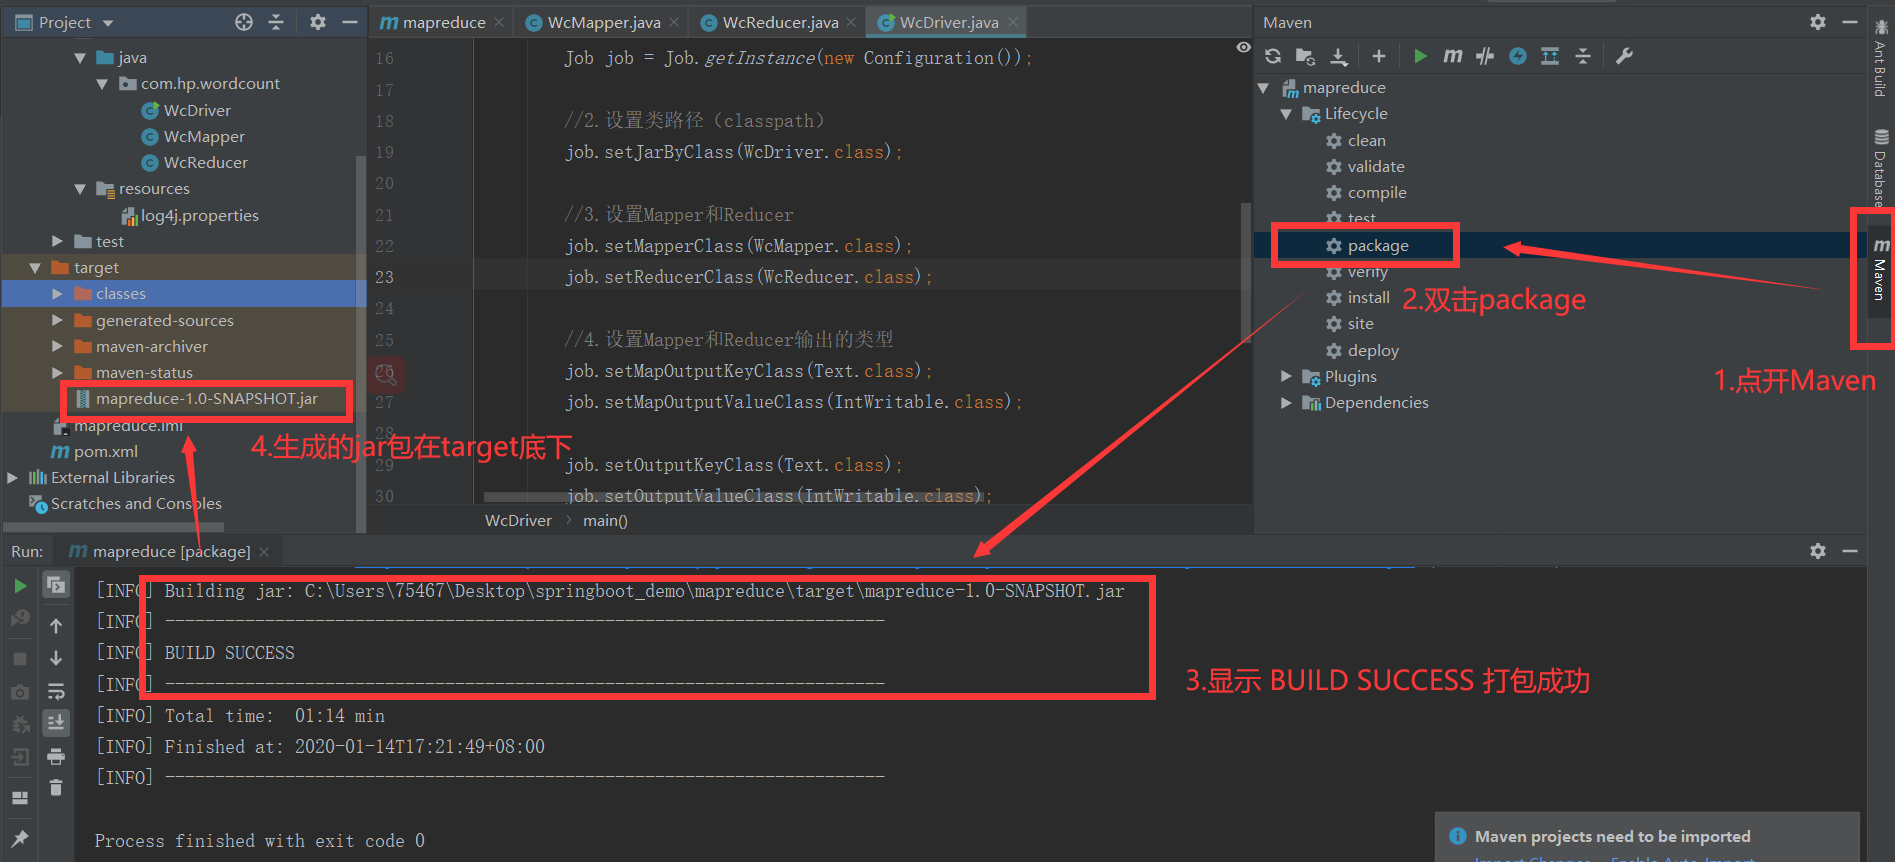 Project
java
com.hp.wordcount
WcDriver
WcMapper
WcReducer
resources
log4j.properties
test
target
classes
generated-sources
maven-archiver
maven-status
mapreduce-1.0-SNAPSHOT.jar
mapreduce.iml
pom.xml
External Libraries
Scratches and Consoles
4.生成的jar包在target底下
mapreduce
WcMapper.java
WcReducer.java
WcDriver.java
16 Job job = Job.getInstance(new Configuration());
17
18 //2.设置类路径（classpath）
19 job.setJarByClass(WcDriver.class);
20
21 //3.设置Mapper和Reducer
22 job.setMapperClass(WcMapper.class);
23 job.setReducerClass(WcReducer.class);
24
25 //4.设置Mapper和Reducer输出的类型
26 job.setMapOutputKeyClass(Text.class);
27 job.setMapOutputValueClass(IntWritable.class);
28
29 job.setOutputKeyClass(Text.class);
30 job.setOutputValueClass(IntWritable.class);
WcDriver > main()
Maven
mapreduce
Lifecycle
clean
validate
compile
test
package
verify
install
site
deploy
Plugins
Dependencies
2.双击package
1.点开Maven
Ant Build
Database
Maven
Run: mapreduce [package]
[INFO] Building jar: C:\Users\75467\Desktop\springboot_demo\mapreduce\target\mapreduce-1.0-SNAPSHOT.jar
[INFO] ------------------------------------------------------------------------
[INFO] BUILD SUCCESS
[INFO] ------------------------------------------------------------------------
[INFO] Total time:  01:14 min
[INFO] Finished at: 2020-01-14T17:21:49+08:00
[INFO] ------------------------------------------------------------------------
Process finished with exit code 0
3.显示 BUILD SUCCESS 打包成功
Maven projects need to be imported
Import Changes Enable Auto-Import